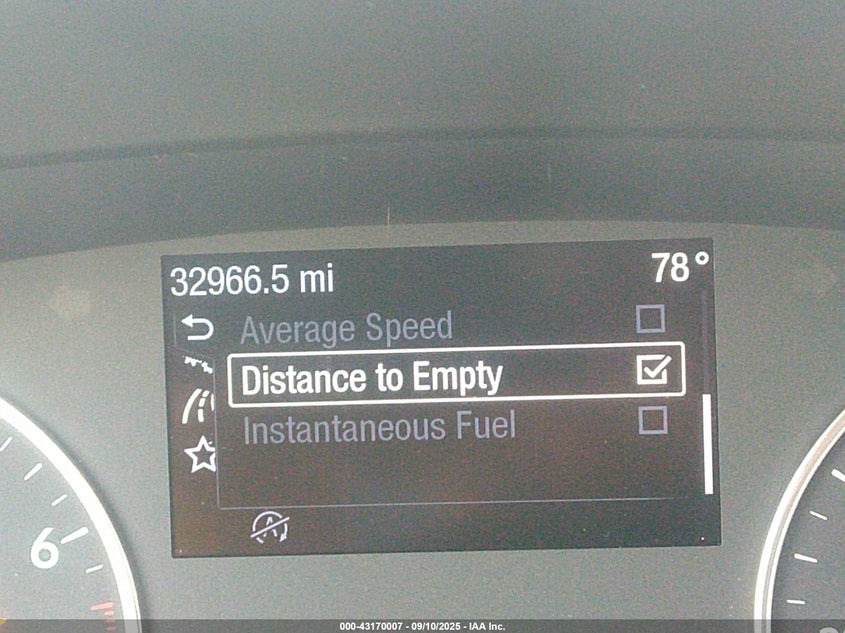 32966.5 mi
78°
Average Speed
Distance to Empty
Instantaneous Fuel
A
6
000-43170007 - 09/10/2025 - IAA Inc.